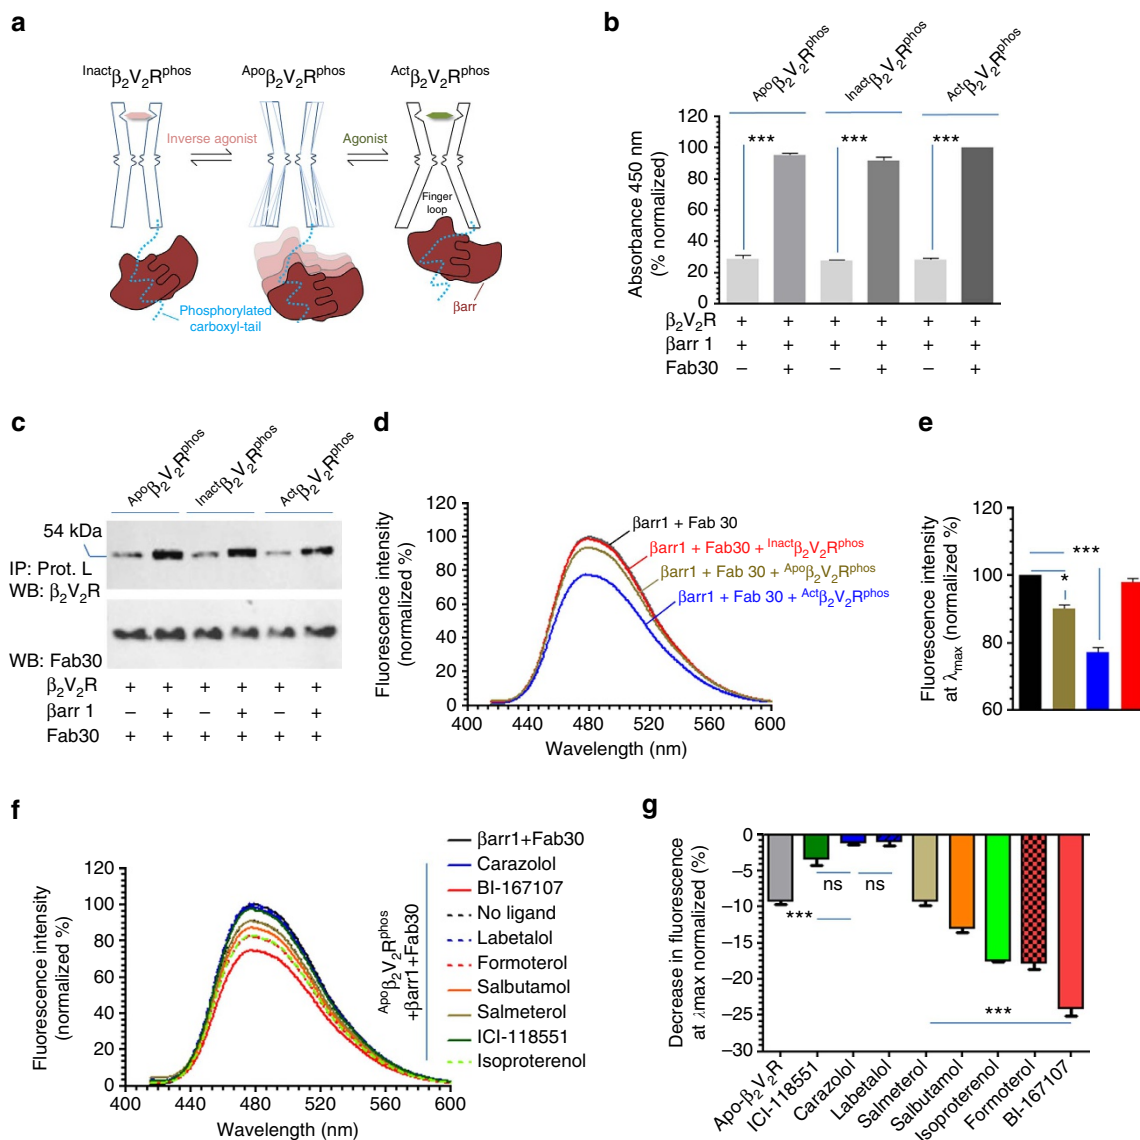 a
Inactβ2V2Rphos
Apoβ2V2Rphos
Actβ2V2Rphos
Inverse agonist
Agonist
Finger
loop
Phosphorylated
carboxyl-tail
βarr
b
Apoβ2V2Rphos
Inactβ2V2Rphos
Actβ2V2Rphos
*** *** ***
Absorbance 450 nm
(% normalized)
120
100
80
60
40
20
0
β2V2R + + + + + +
βarr 1 + + + + + +
Fab30 – + – + – +
c
Apoβ2V2Rphos
Inactβ2V2Rphos
Actβ2V2Rphos
54 kDa
IP: Prot. L
WB: β2V2R
WB: Fab30
β2V2R + + + + + +
βarr 1 – + – + – +
Fab30 + + + + + +
d
Fluorescence intensity
(normalized %)
120
100
80
60
40
20
0
βarr1 + Fab 30
βarr1 + Fab30 + Inactβ2V2Rphos
βarr1 + Fab 30 + Apoβ2V2Rphos
βarr1 + Fab 30 + Actβ2V2Rphos
400 440 480 520 560 600
Wavelength (nm)
e
Fluorescence intensity
at λmax (normalized %)
120
100
80
60
***
*
f
Fluorescence intensity
(normalized %)
120
100
80
60
40
20
0
400 440 480 520 560 600
Wavelength (nm)
Apoβ2V2Rphos
+βarr1+Fab30
βarr1+Fab30
Carazolol
BI-167107
No ligand
Labetalol
Formoterol
Salbutamol
Salmeterol
ICI-118551
Isoproterenol
g
Decrease in fluorescence
at λmax normalized (%)
0
–5
–10
–15
–20
–25
–30
ns ns
***
***
Apo-β2V2R
ICI-118551
Carazolol
Labetalol
Salmeterol
Salbutamol
Isoproterenol
Formoterol
BI-167107